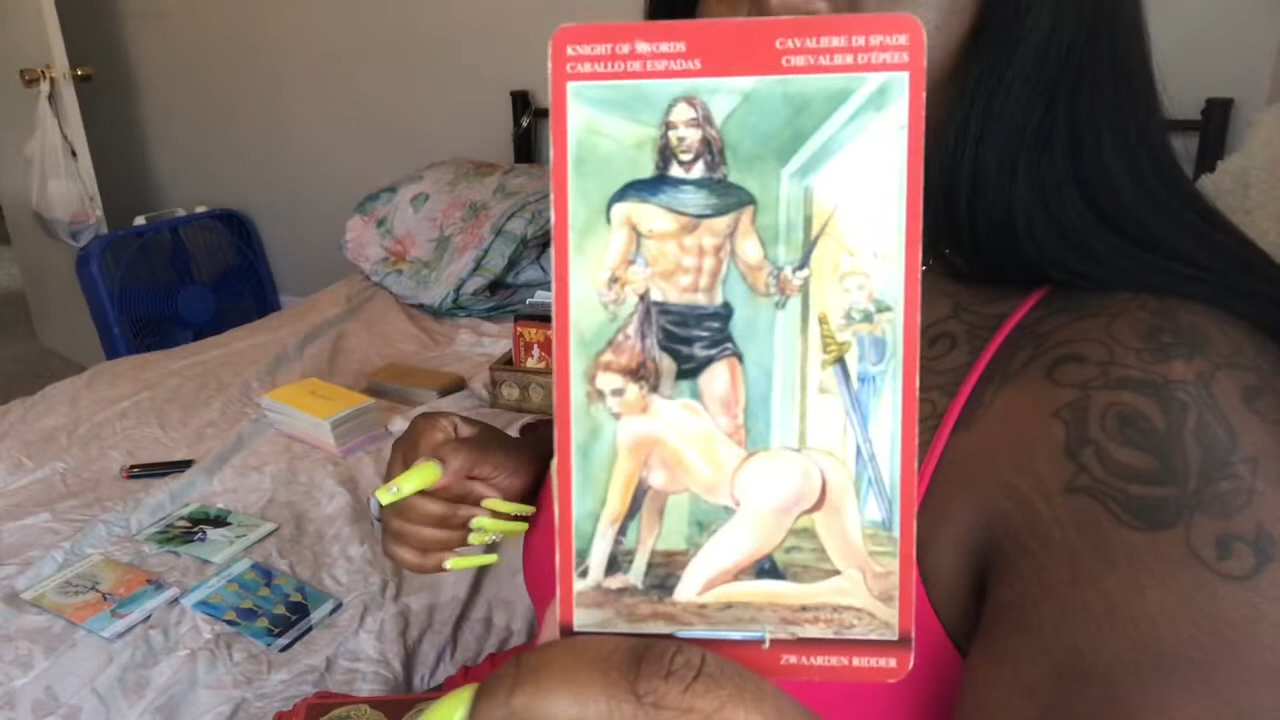 KNIGHT OF SWORDS
CABALLO DE ESPADAS
CAVALIERE DI SPADE
CHEVALIER D'ÉPÉES
ZWAARDEN RIDDER